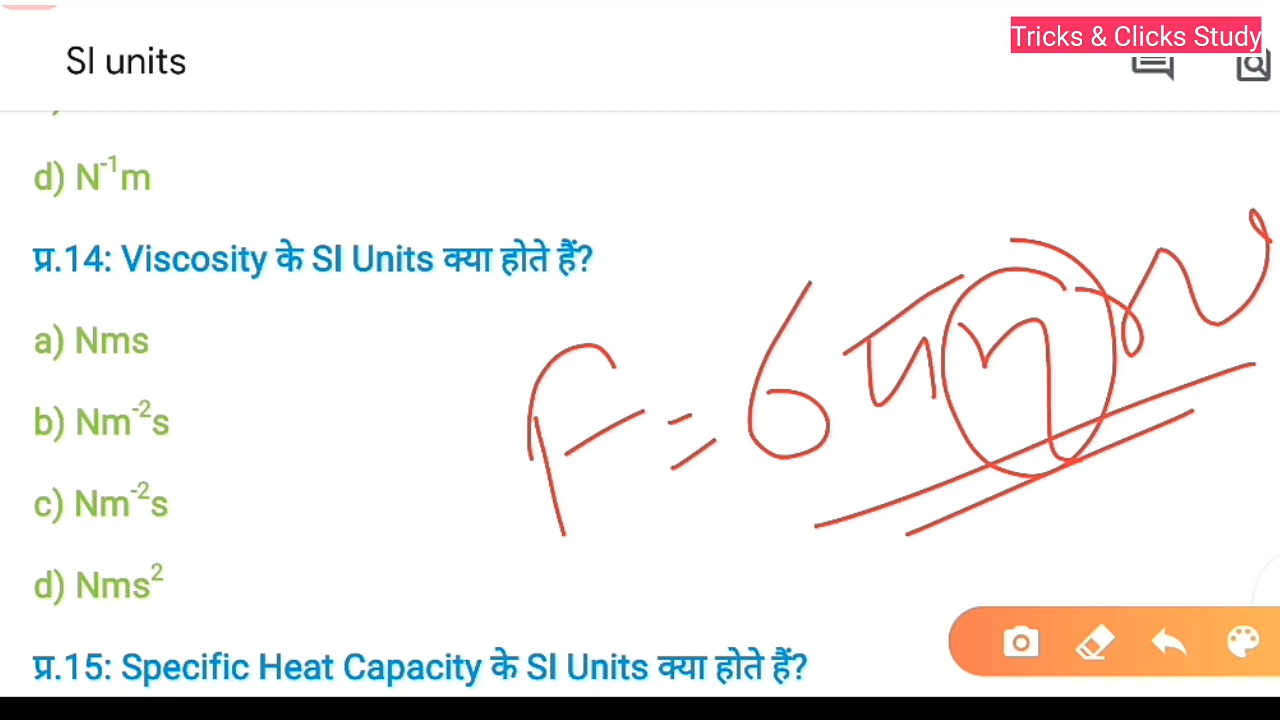 Tricks & Clicks Study
SI units
d) N⁻¹m
प्र.14: Viscosity के SI Units क्या होते हैं?
a) Nms
b) Nm⁻²s
c) Nm⁻²s
d) Nms²
F = 6πηrv
प्र.15: Specific Heat Capacity के SI Units क्या होते हैं?